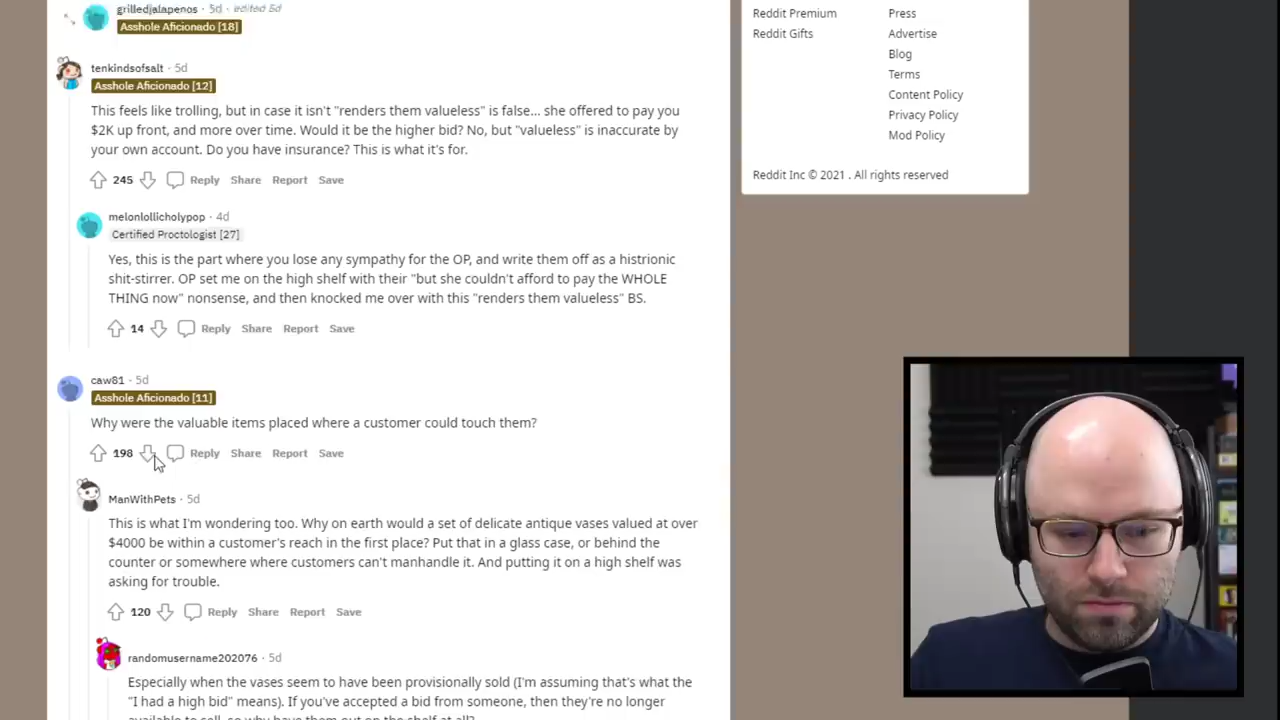 grilledjalapenos · 5d · edited 5d
Asshole Aficionado [18]
tenkindsofsalt · 5d
Asshole Aficionado [12]
This feels like trolling, but in case it isn't "renders them valueless" is false... she offered to pay you
$2K up front, and more over time. Would it be the higher bid? No, but "valueless" is inaccurate by
your own account. Do you have insurance? This is what it's for.
245 Reply Share Report Save
melonlollicholypop · 4d
Certified Proctologist [27]
Yes, this is the part where you lose any sympathy for the OP, and write them off as a histrionic
shit-stirrer. OP set me on the high shelf with their "but she couldn't afford to pay the WHOLE
THING now" nonsense, and then knocked me over with this "renders them valueless" BS.
14 Reply Share Report Save
caw81 · 5d
Asshole Aficionado [11]
Why were the valuable items placed where a customer could touch them?
198 Reply Share Report Save
ManWithPets · 5d
This is what I'm wondering too. Why on earth would a set of delicate antique vases valued at over
$4000 be within a customer's reach in the first place? Put that in a glass case, or behind the
counter or somewhere where customers can't manhandle it. And putting it on a high shelf was
asking for trouble.
120 Reply Share Report Save
randomusername202076 · 5d
Especially when the vases seem to have been provisionally sold (I'm assuming that's what the
"I had a high bid" means). If you've accepted a bid from someone, then they're no longer
available to sell, so why have them out on the shelf at all?
Reddit Premium
Reddit Gifts
Press
Advertise
Blog
Terms
Content Policy
Privacy Policy
Mod Policy
Reddit Inc © 2021 . All rights reserved